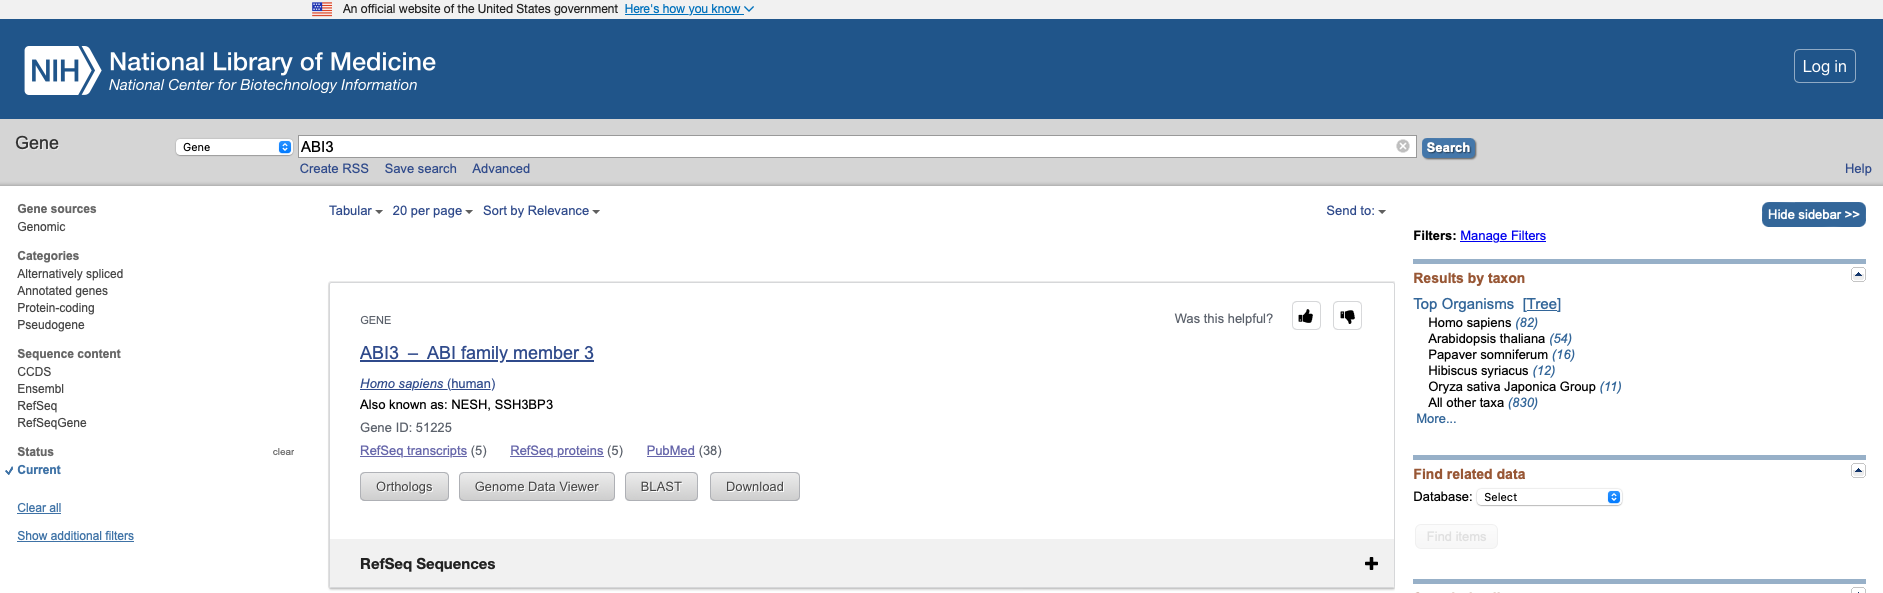 An official website of the United States government Here's how you know
NIH National Library of Medicine
National Center for Biotechnology Information
Log in
Gene
Gene
ABI3
Search
Create RSS Save search Advanced
Help
Gene sources
Genomic
Categories
Alternatively spliced
Annotated genes
Protein-coding
Pseudogene
Sequence content
CCDS
Ensembl
RefSeq
RefSeqGene
Status clear
Current
Clear all
Show additional filters
Tabular 20 per page Sort by Relevance
Send to:
GENE
Was this helpful?
ABI3 – ABI family member 3
Homo sapiens (human)
Also known as: NESH, SSH3BP3
Gene ID: 51225
RefSeq transcripts (5) RefSeq proteins (5) PubMed (38)
Orthologs Genome Data Viewer BLAST Download
RefSeq Sequences
Hide sidebar >>
Filters: Manage Filters
Results by taxon
Top Organisms [Tree]
Homo sapiens (82)
Arabidopsis thaliana (54)
Papaver somniferum (16)
Hibiscus syriacus (12)
Oryza sativa Japonica Group (11)
All other taxa (830)
More...
Find related data
Database: Select
Find items